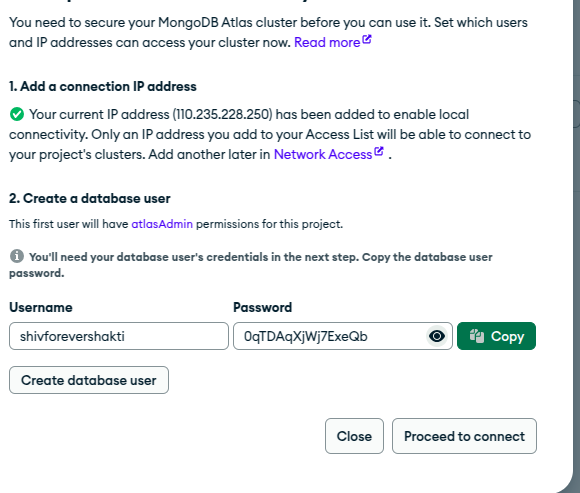 You need to secure your MongoDB Atlas cluster before you can use it. Set which users
and IP addresses can access your cluster now. Read more
1. Add a connection IP address
Your current IP address (110.235.228.250) has been added to enable local
connectivity. Only an IP address you add to your Access List will be able to connect to
your project's clusters. Add another later in Network Access .
2. Create a database user
This first user will have atlasAdmin permissions for this project.
You'll need your database user's credentials in the next step. Copy the database user
password.
Username Password
shivforevershakti 0qTDAqXjWj7ExeQb Copy
Create database user
Close Proceed to connect